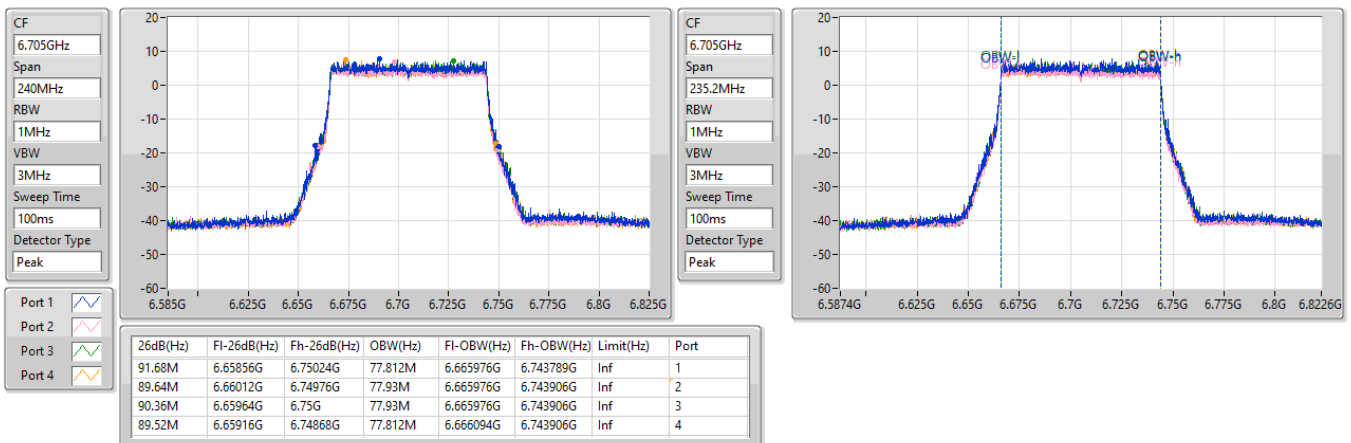 CF
6.705GHz
Span
240MHz
RBW
1MHz
VBW
3MHz
Sweep Time
100ms
Detector Type
Peak
20
10
0
-10
-20
-30
-40
-50
-60
6.585G 6.625G 6.65G 6.675G 6.7G 6.725G 6.75G 6.775G 6.8G 6.825G
CF
6.705GHz
Span
235.2MHz
RBW
1MHz
VBW
3MHz
Sweep Time
100ms
Detector Type
Peak
20
10
0
-10
-20
-30
-40
-50
-60
OBW-l OBW-h
6.5874G 6.625G 6.65G 6.675G 6.7G 6.725G 6.75G 6.775G 6.8G 6.8226G
Port 1
Port 2
Port 3
Port 4
26dB(Hz) Fl-26dB(Hz) Fh-26dB(Hz) OBW(Hz) Fl-OBW(Hz) Fh-OBW(Hz) Limit(Hz) Port
91.68M 6.65856G 6.75024G 77.812M 6.665976G 6.743789G Inf 1
89.64M 6.66012G 6.74976G 77.93M 6.665976G 6.743906G Inf 2
90.36M 6.65964G 6.75G 77.93M 6.665976G 6.743906G Inf 3
89.52M 6.65916G 6.74868G 77.812M 6.666094G 6.743906G Inf 4